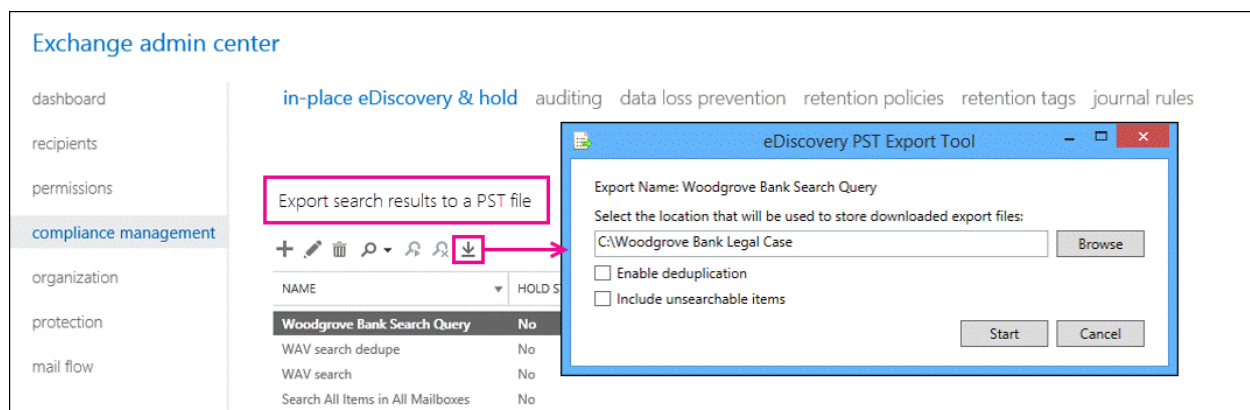 Exchange admin center
dashboard
recipients
permissions
compliance management
organization
protection
mail flow
in-place eDiscovery & hold auditing data loss prevention retention policies retention tags journal rules
Export search results to a PST file
NAME HOLD S
Woodgrove Bank Search Query No
WAV search dedupe No
WAV search No
Search All Items in All Mailboxes No
eDiscovery PST Export Tool
Export Name: Woodgrove Bank Search Query
Select the location that will be used to store downloaded export files:
C:\Woodgrove Bank Legal Case Browse
Enable deduplication
Include unsearchable items
Start Cancel